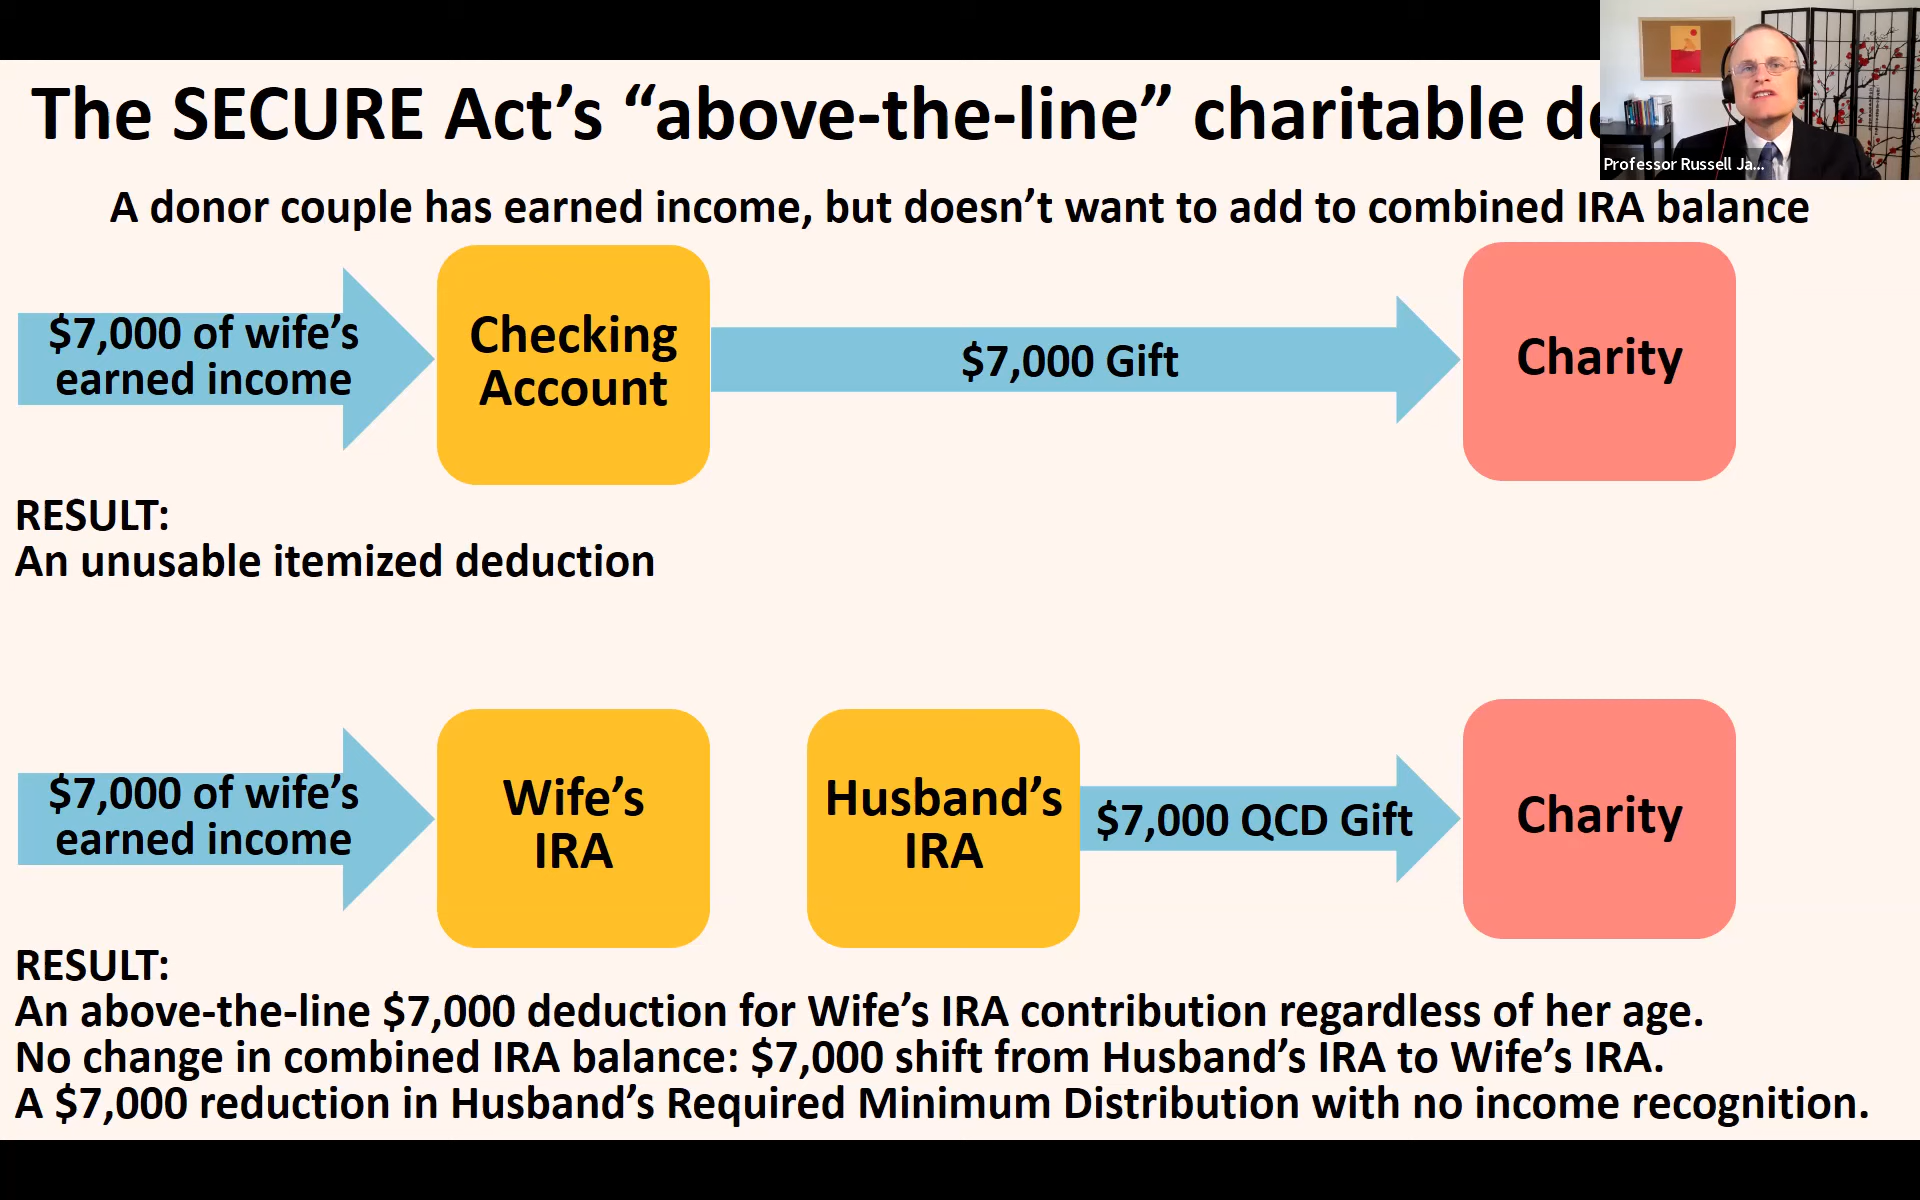 The SECURE Act’s “above-the-line” charitable
Professor Russell Ja...
A donor couple has earned income, but doesn’t want to add to combined IRA balance
$7,000 of wife’s
earned income
Checking
Account
$7,000 Gift
Charity
RESULT:
An unusable itemized deduction
$7,000 of wife’s
earned income
Wife’s
IRA
Husband’s
IRA
$7,000 QCD Gift
Charity
RESULT:
An above-the-line $7,000 deduction for Wife’s IRA contribution regardless of her age.
No change in combined IRA balance: $7,000 shift from Husband’s IRA to Wife’s IRA.
A $7,000 reduction in Husband’s Required Minimum Distribution with no income recognition.